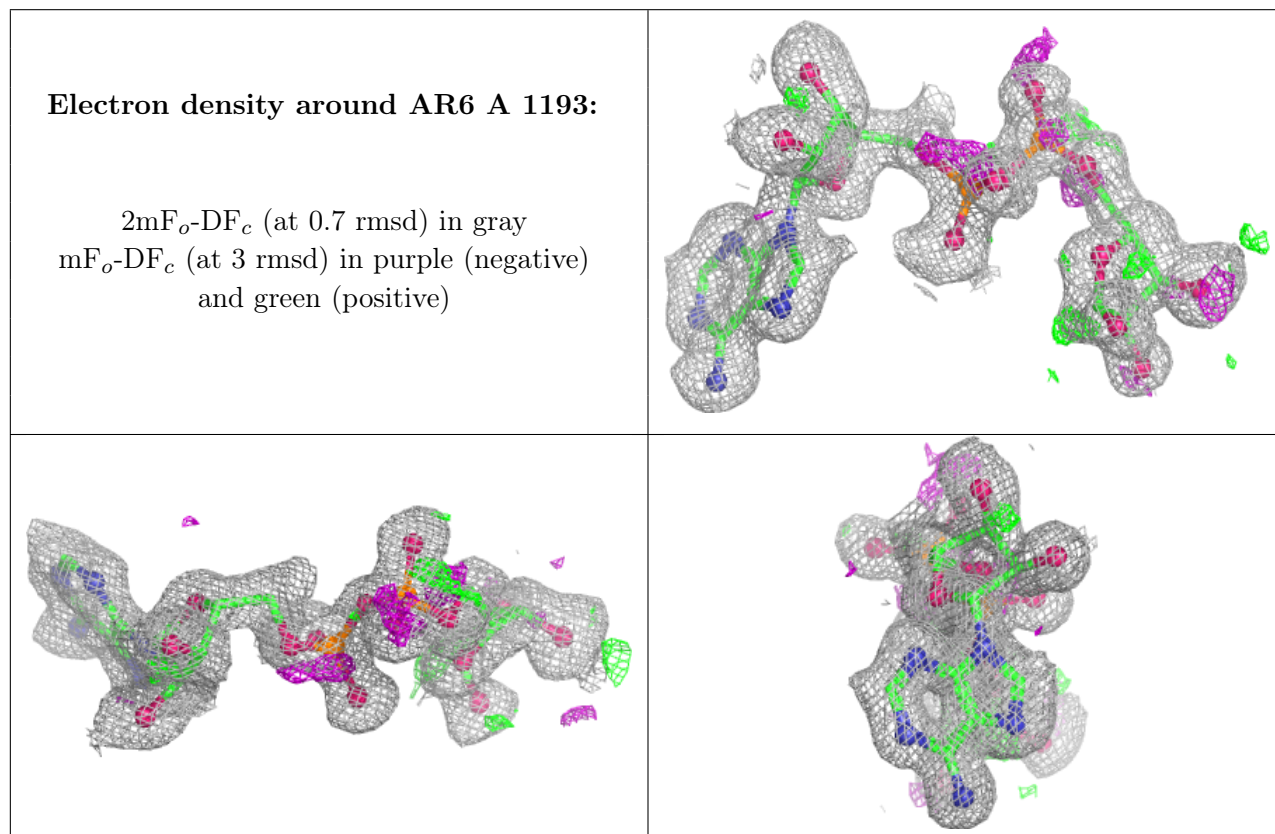 Electron density around AR6 A 1193:
2mFₒ-DF𝒸 (at 0.7 rmsd) in gray
mFₒ-DF𝒸 (at 3 rmsd) in purple (negative)
and green (positive)